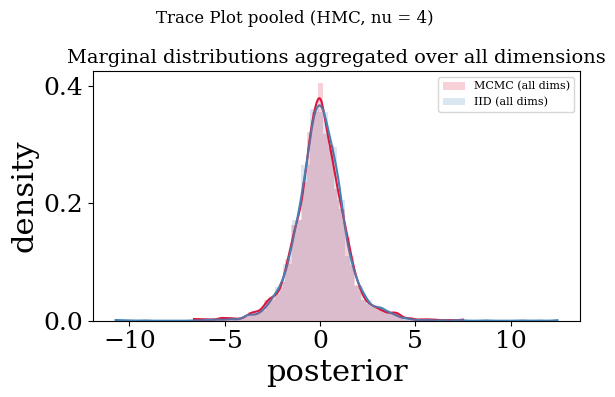 Trace Plot pooled (HMC, nu = 4)
Marginal distributions aggregated over all dimensions
MCMC (all dims)
IID (all dims)
density
0.4
0.2
0.0
−10
−5
0
5
10
posterior